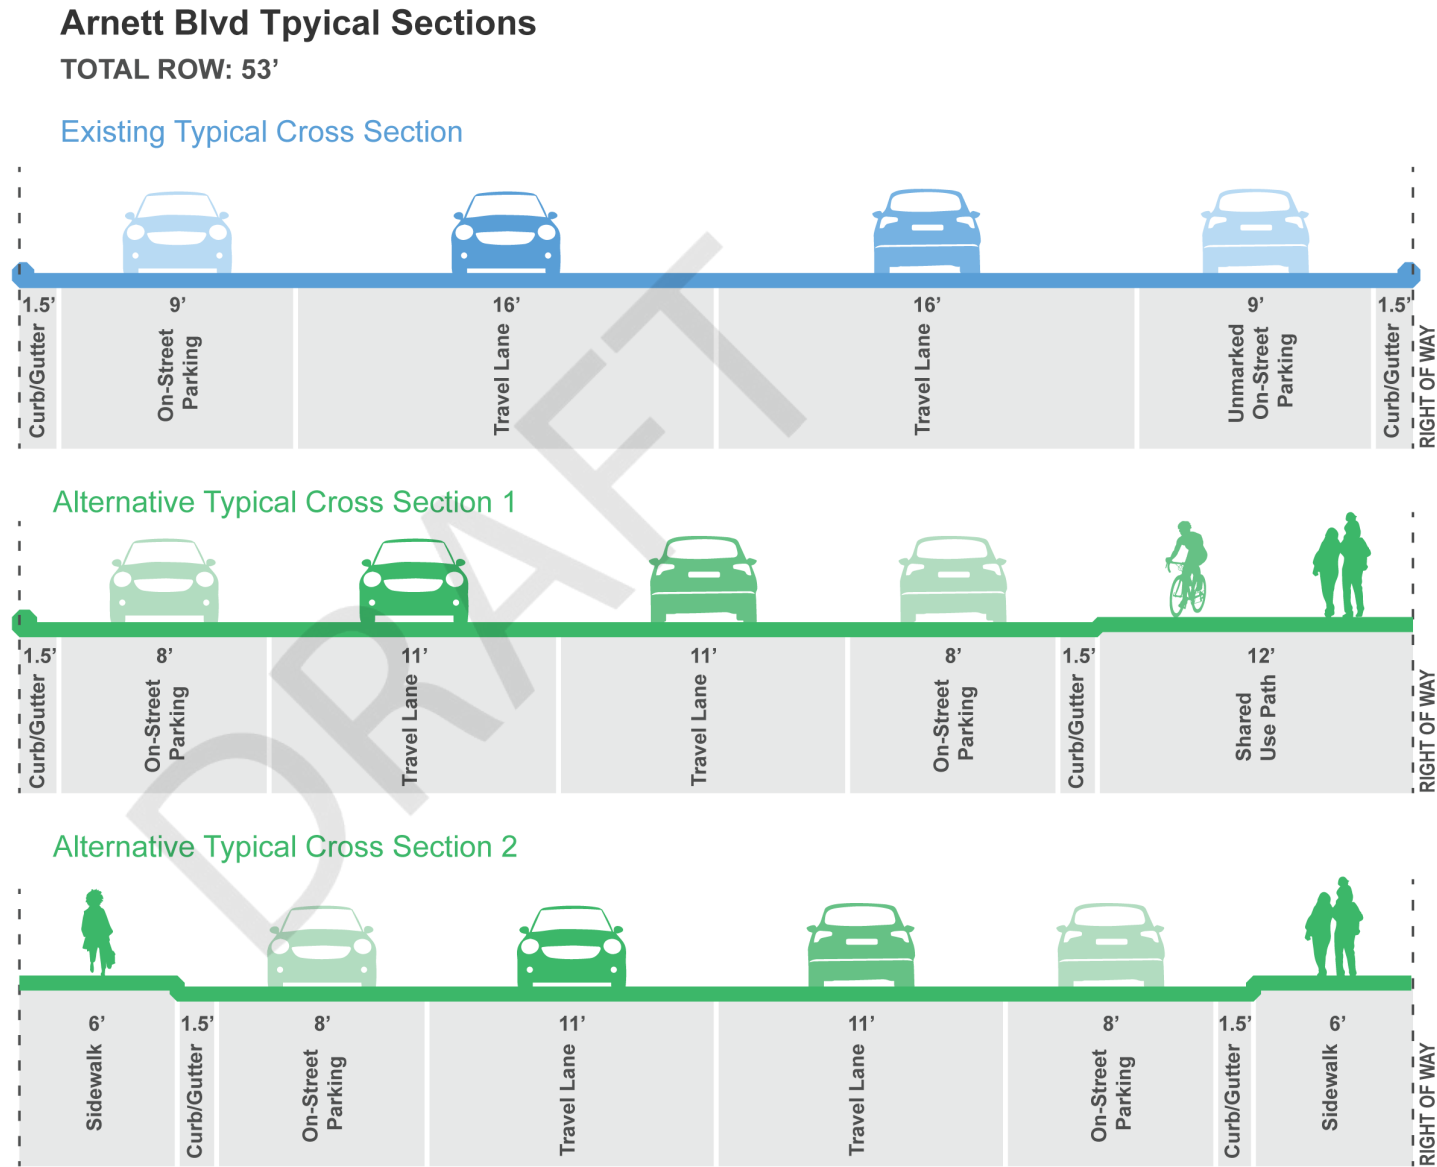 Arnett Blvd Tpyical Sections
TOTAL ROW: 53’
Existing Typical Cross Section
1.5’
9’
16’
16’
9’
1.5’
Curb/Gutter
On-Street
Parking
Travel Lane
Travel Lane
Unmarked
On-Street
Parking
Curb/Gutter
RIGHT OF WAY
Alternative Typical Cross Section 1
1.5’
8’
11’
11’
8’
1.5’
12’
Curb/Gutter
On-Street
Parking
Travel Lane
Travel Lane
On-Street
Parking
Curb/Gutter
Shared
Use Path
RIGHT OF WAY
Alternative Typical Cross Section 2
6’
1.5’
8’
11’
11’
8’
1.5’
6’
Sidewalk
Curb/Gutter
On-Street
Parking
Travel Lane
Travel Lane
On-Street
Parking
Curb/Gutter
Sidewalk
RIGHT OF WAY
DRAFT